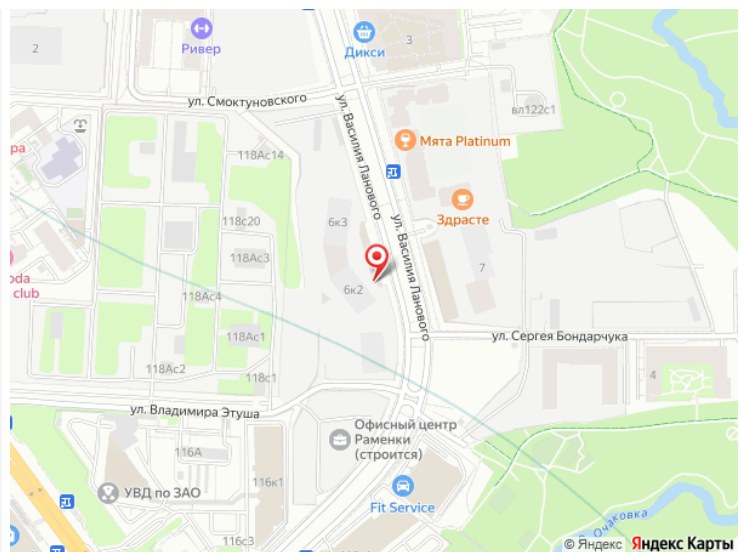 2
Ривер
Дикси
3
ул. Смоктуновского
вл122с1
Мята Platinum
118Ас14
ул. Василия Ланового
Здрасте
118с20
6к3
ул. Василия Ланового
118Ас3
7
club
118Ас4
6к2
118Ас1
ул. Сергея Бондарчука
118Ас2
118с1
4
ул. Владимира Этуша
Офисный центр
Раменки
(строится)
116А
116к1
УВД по ЗАО
Fit Service
116с3
Очаковка
© Яндекс Яндекс Карты